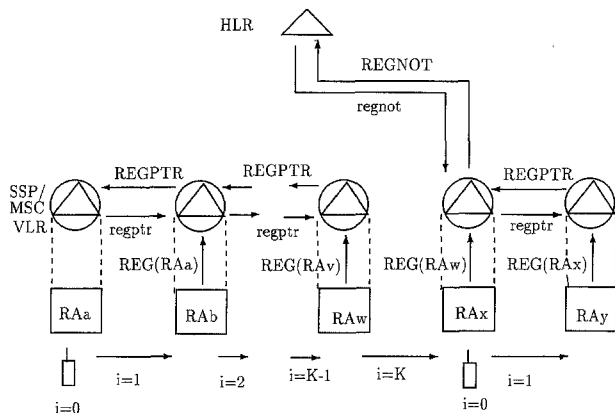 HLR
REGNOT
regnot
REGPTR
REGPTR
REGPTR
SSP/
MSC
VLR
regptr
regptr
regptr
REG(RAa)
REG(RAv)
REG(RAw)
REG(RAx)
RAa
RAb
RAw
RAx
RAy
i=0
i=1
i=2
i=K-1
i=K
i=0
i=1